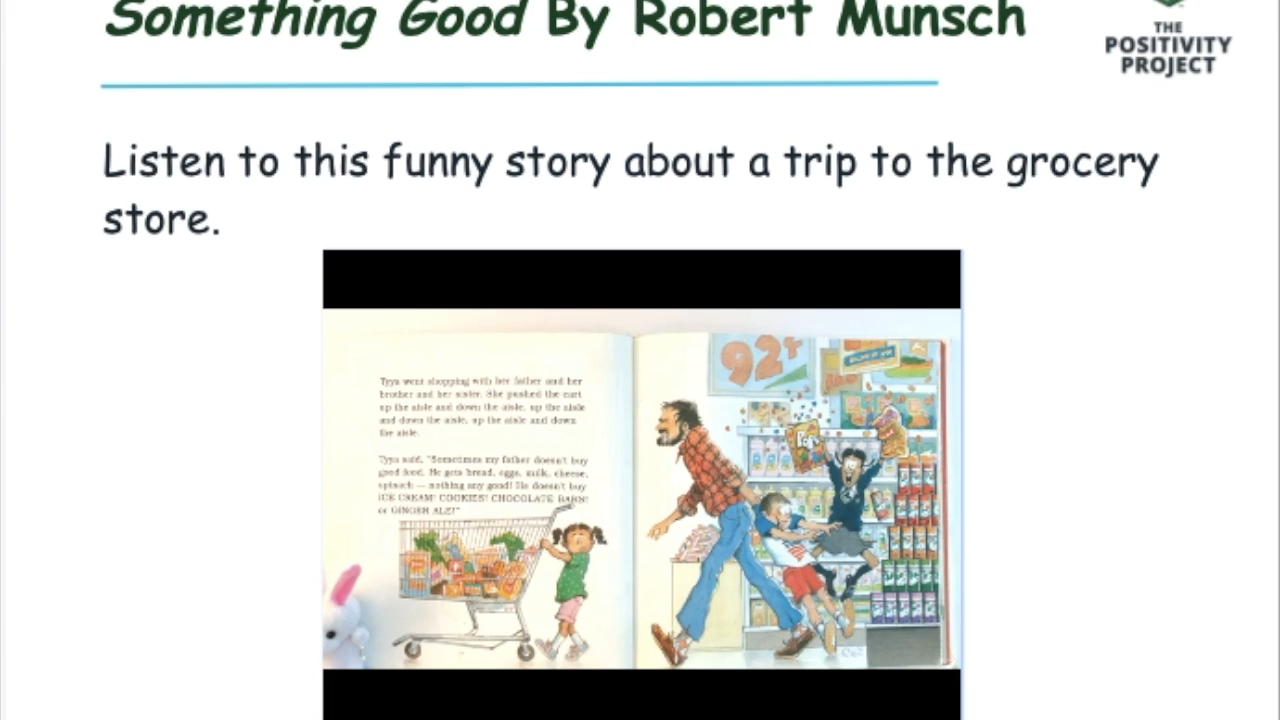 Something Good By Robert Munsch
THE
POSITIVITY
PROJECT
Listen to this funny story about a trip to the grocery
store.
Tyya went shopping with her father and her
brother and her sister. She pushed the cart
up the aisle and down the aisle, up the aisle
and down the aisle, up the aisle and down
the aisle.
Tyya said, "Sometimes my father doesn't buy
good food. He gets bread, eggs, milk, cheese,
spinach — nothing any good! He doesn't buy
ICE CREAM! COOKIES! CHOCOLATE BARS!
or GINGER ALE!"
92¢